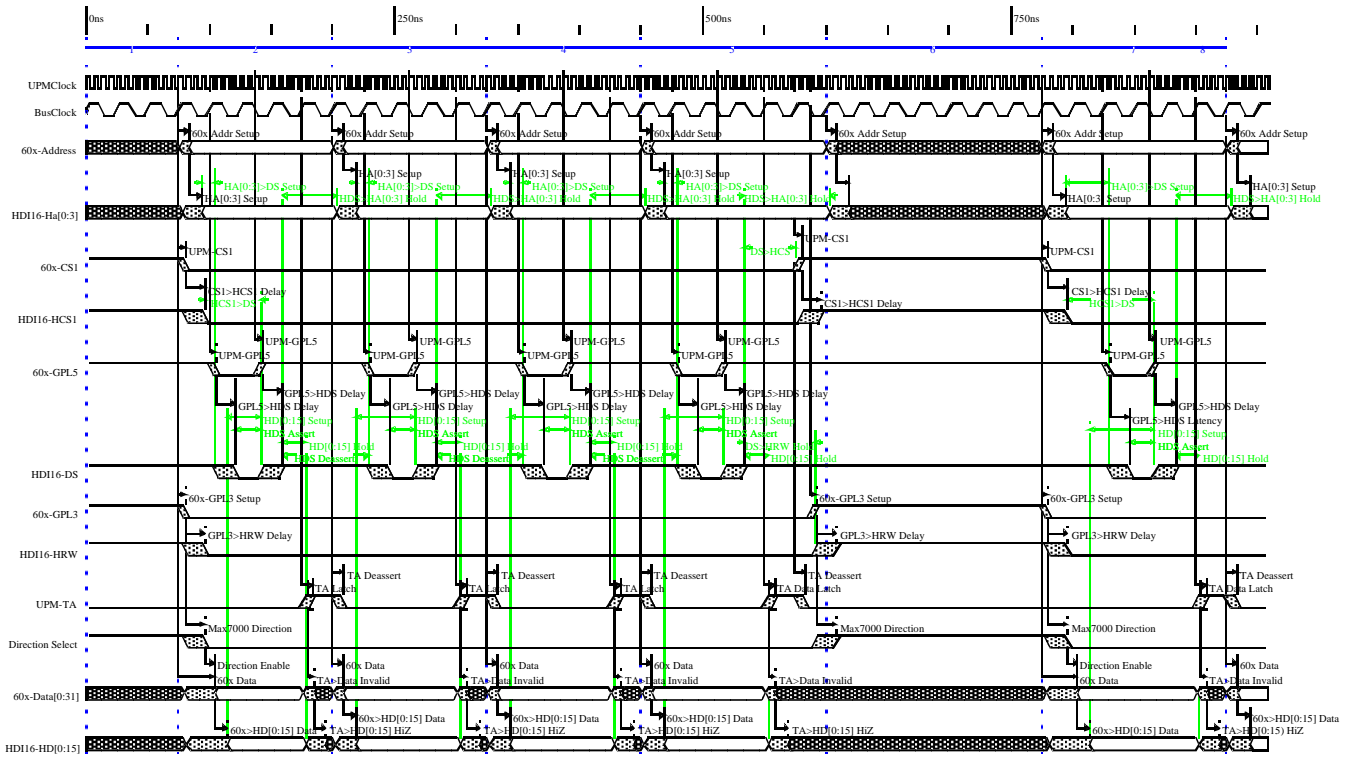 0ns 250ns 500ns 750ns
1 2 3 4 5 6 7 8
UPMClock
BusClock
60x Addr Setup 60x Addr Setup 60x Addr Setup 60x Addr Setup 60x Addr Setup 60x Addr Setup 60x Addr Setup
60x-Address
HA[0:3] Setup HA[0:3] Setup HA[0:3] Setup HA[0:3] Setup
HA[0:3]>DS Setup HA[0:3]>DS Setup HA[0:3]>DS Setup HA[0:3]>DS Setup HA[0:3]>DS Setup
HA[0:3] Setup HDS>HA[0:3] Hold HDS>HA[0:3] Hold HDS>HA[0:3] Hold HDS>HA[0:3] Hold HA[0:3] Setup HDS>HA[0:3] Hold
HDI16-Ha[0:3]
UPM-CS1
UPM-CS1 DS>HCS UPM-CS1
60x-CS1
CS1>HCS1 Delay CS1>HCS1 Delay
HCS1>DS CS1>HCS1 Delay HCS1>DS
HDI16-HCS1
UPM-GPL5 UPM-GPL5 UPM-GPL5 UPM-GPL5 UPM-GPL5
UPM-GPL5 UPM-GPL5 UPM-GPL5 UPM-GPL5 UPM-GPL5
60x-GPL5
GPL5>HDS Delay GPL5>HDS Delay GPL5>HDS Delay GPL5>HDS Delay GPL5>HDS Delay
GPL5>HDS Delay GPL5>HDS Delay GPL5>HDS Delay GPL5>HDS Delay GPL5>HDS Latency
HD[0:15] Setup HD[0:15] Setup HD[0:15] Setup HD[0:15] Setup HD[0:15] Setup
HDS Assert HDS Assert HDS Assert HDS Assert HDS Assert
HD[0:15] Hold HD[0:15] Hold HD[0:15] Hold DS>HRW Hold
HDS Deassert HDS Deassert HDS Deassert HD[0:15] Hold HD[0:15] Hold
HDI16-DS
60x-GPL3 Setup 60x-GPL3 Setup 60x-GPL3 Setup
60x-GPL3
GPL3>HRW Delay GPL3>HRW Delay GPL3>HRW Delay
HDI16-HRW
TA Deassert TA Deassert TA Deassert TA Deassert TA Deassert
TA Latch TA Latch TA Latch TA Data Latch TA Data Latch
UPM-TA
Max7000 Direction Max7000 Direction Max7000 Direction
Direction Select
Direction Enable 60x Data 60x Data 60x Data 60x Data Direction Enable 60x Data
60x Data TA>Data Invalid TA>Data Invalid TA>Data Invalid TA>Data Invalid 60x Data TA>Data Invalid
60x-Data[0:31]
60x>HD[0:15] Data 60x>HD[0:15] Data 60x>HD[0:15] Data 60x>HD[0:15] Data 60x>HD[0:15] Data
60x>HD[0:15] Data TA>HD[0:15] HiZ TA>HD[0:15] HiZ TA>HD[0:15] HiZ TA>HD[0:15] HiZ 60x>HD[0:15] Data TA>HD[0:15) HiZ
HDI16-HD[0:15]